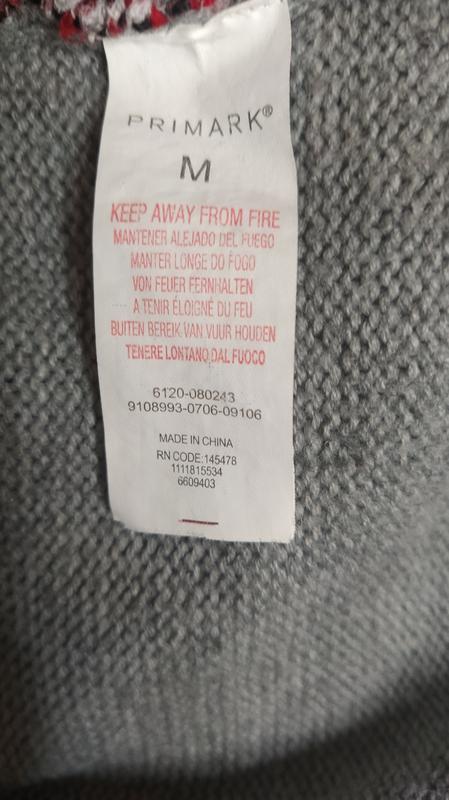 PRIMARK®
M
KEEP AWAY FROM FIRE
MANTENER ALEJADO DEL FUEGO
MANTER LONGE DO FOGO
VON FEUER FERNHALTEN
A TENIR ÉLOIGNÉ DU FEU
BUITEN BEREIK VAN VUUR HOUDEN
TENERE LONTANO DAL FUOCO
6120-080243
9108993-0706-09106
MADE IN CHINA
RN CODE:145478
1111815534
6609403